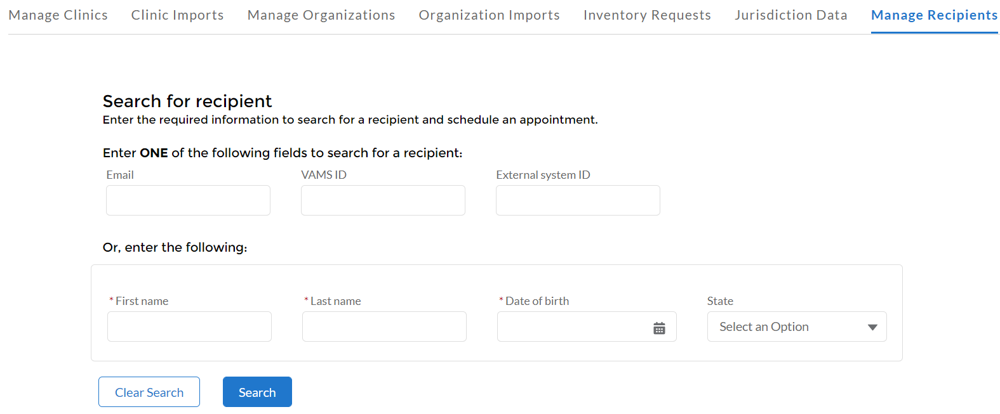 Manage Clinics Clinic Imports Manage Organizations Organization Imports Inventory Requests Jurisdiction Data Manage Recipients
Search for recipient
Enter the required information to search for a recipient and schedule an appointment.
Enter ONE of the following fields to search for a recipient:
Email VAMS ID External system ID
Or, enter the following:
*First name *Last name *Date of birth State
Select an Option
Clear Search Search